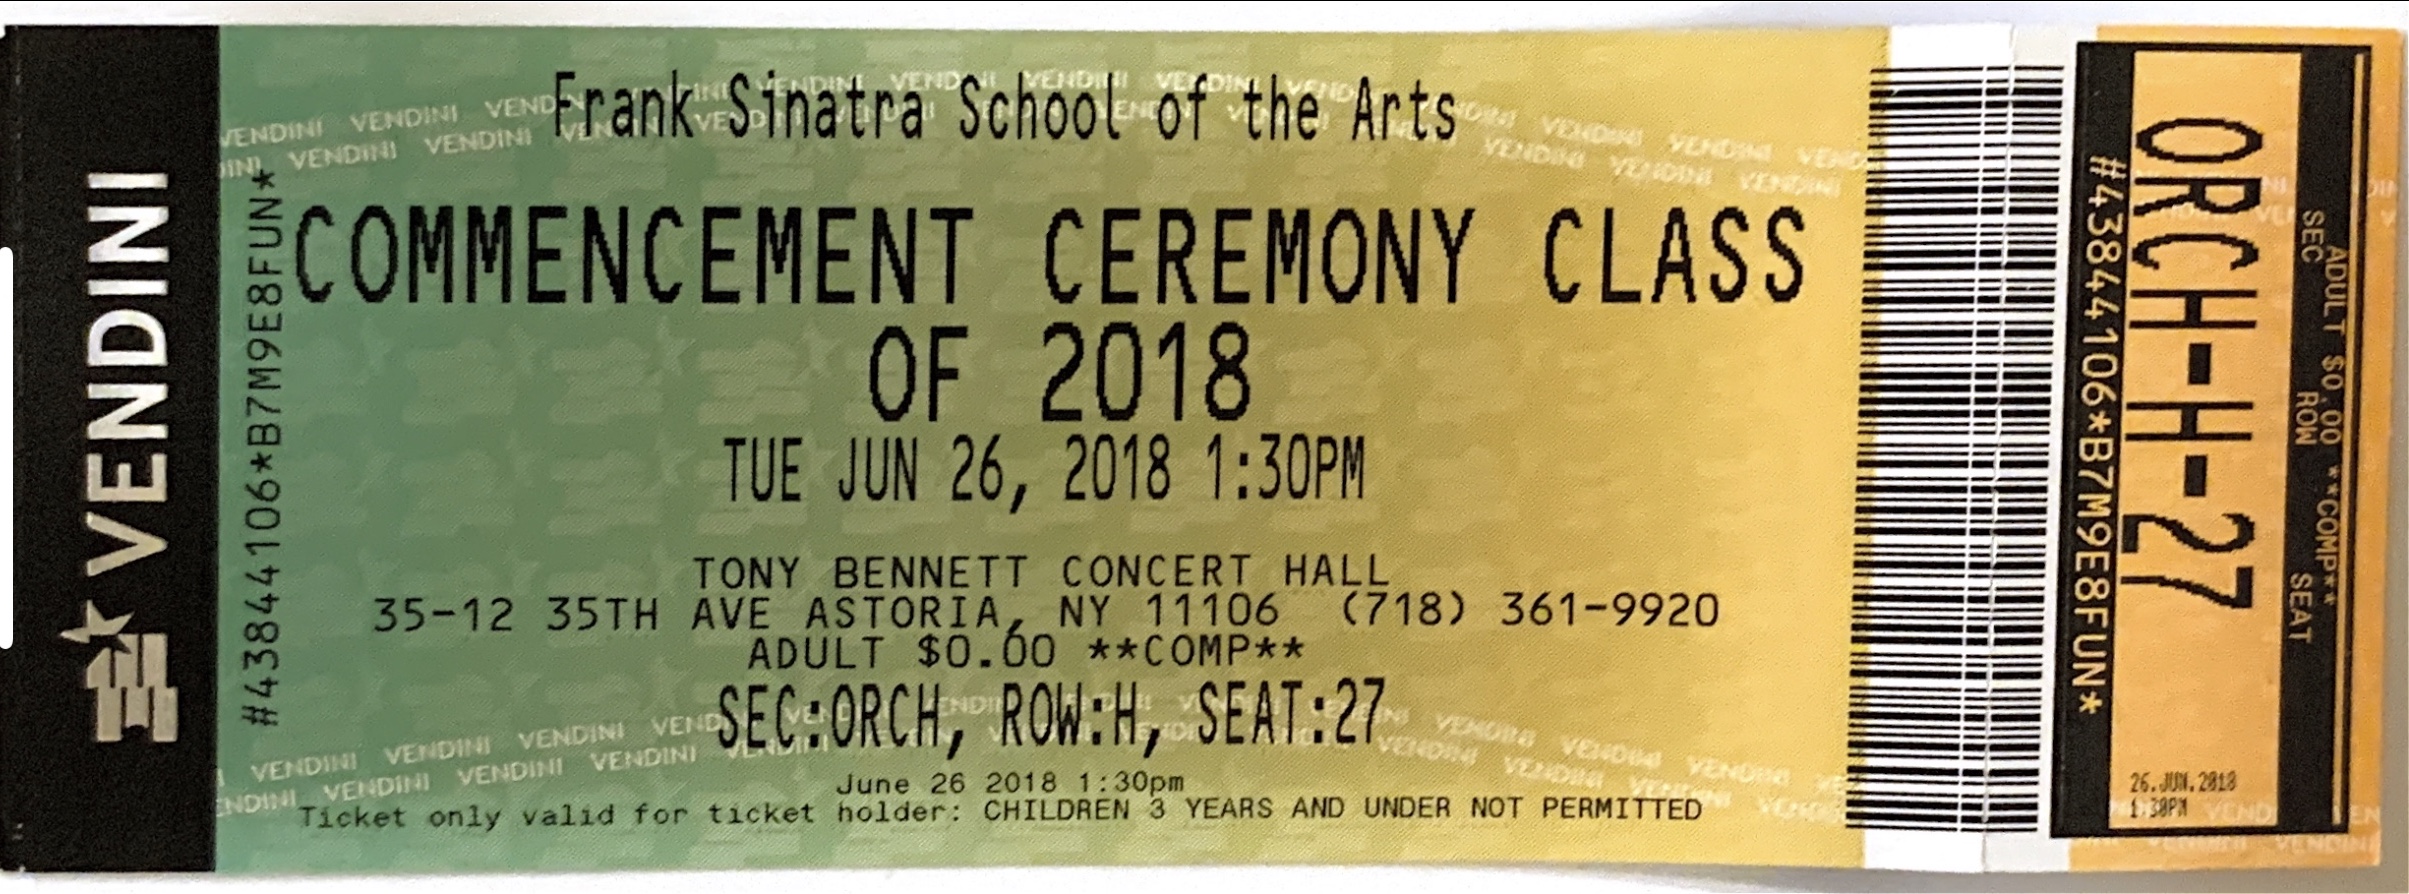 VENDINI
#43844106*B7M9E8FUN*
Frank Sinatra School of the Arts
COMMENCEMENT CEREMONY CLASS
OF 2018
TUE JUN 26, 2018 1:30PM
TONY BENNETT CONCERT HALL
35-12 35TH AVE ASTORIA, NY 11106 (718) 361-9920
ADULT $0.00 **COMP**
SEC:ORCH, ROW:H, SEAT:27
June 26 2018 1:30pm
Ticket only valid for ticket holder: CHILDREN 3 YEARS AND UNDER NOT PERMITTED
ADULT $0.00 **COMP**
SEC ROW SEAT
ORCH-H-27
#43844106*B7M9E8FUN*
26.JUN.2018
1:30PM